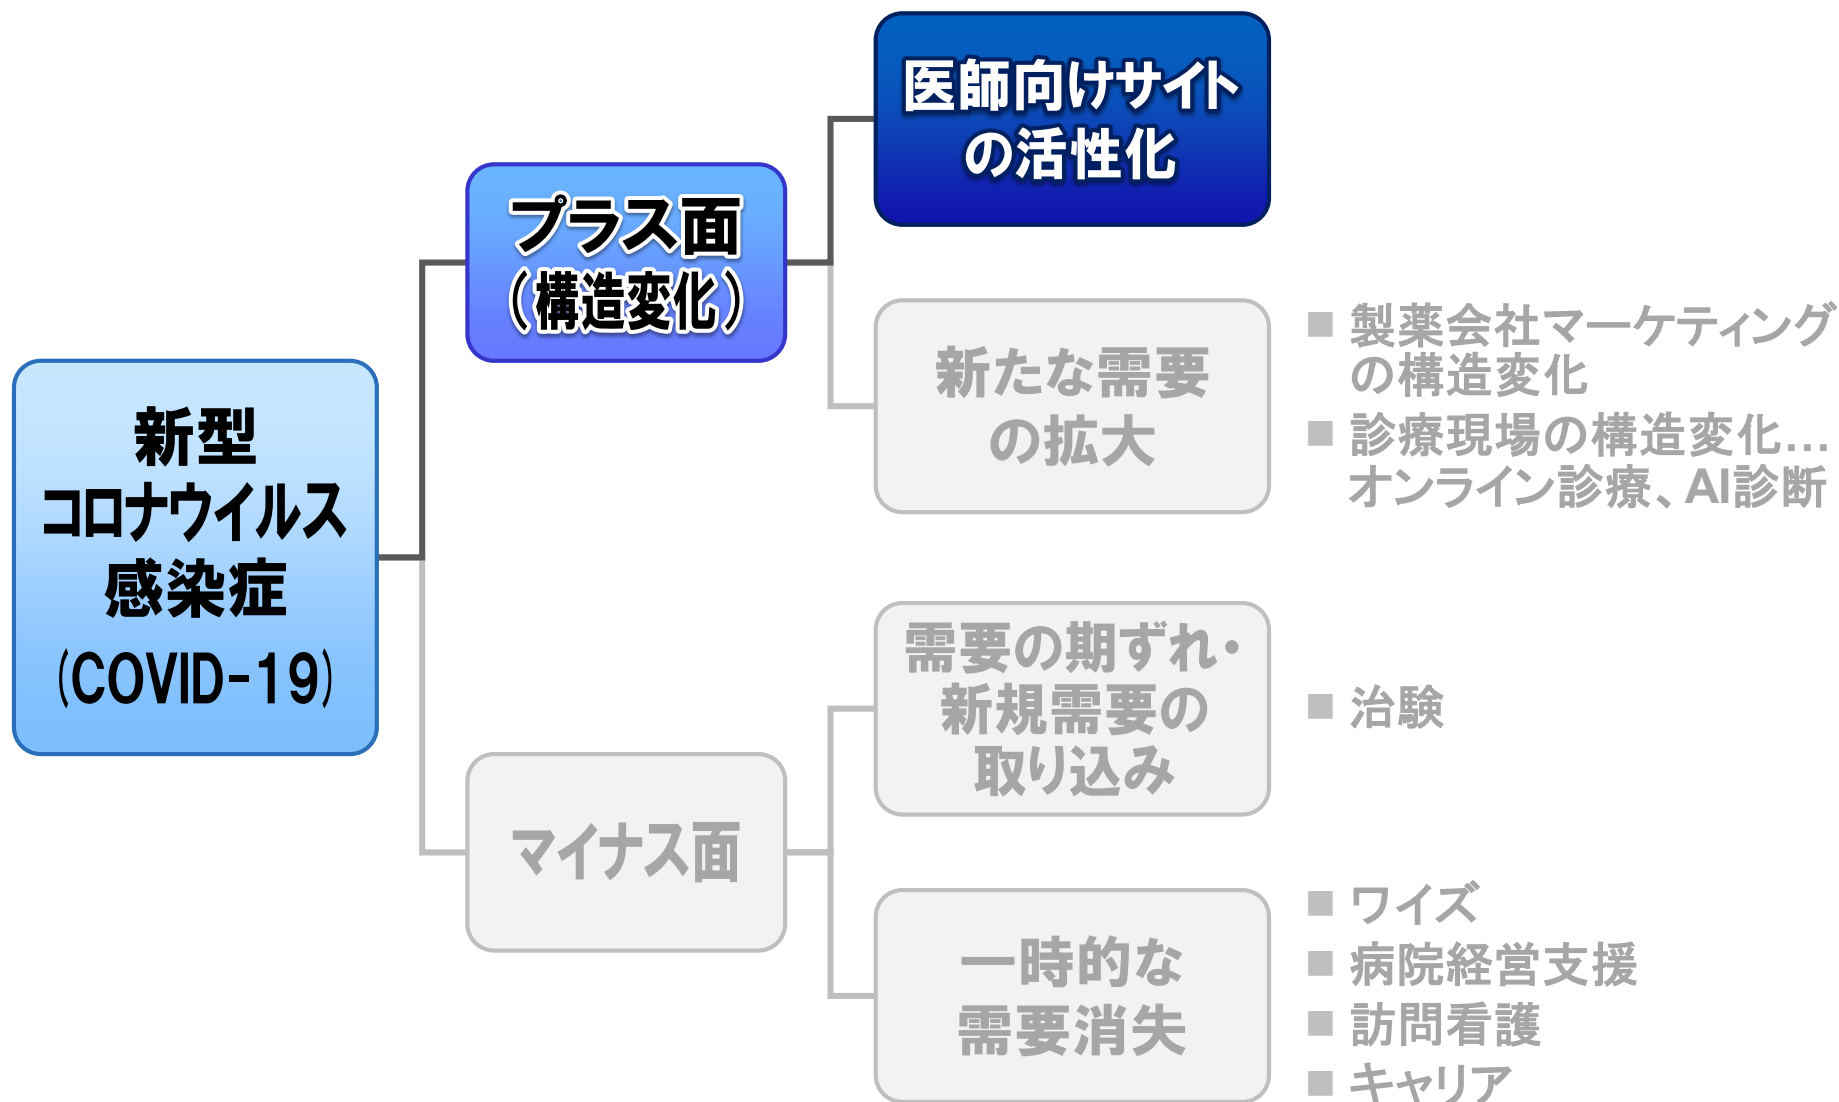 新型
コロナウイルス
感染症
(COVID-19)
プラス面
(構造変化)
医師向けサイト
の活性化
新たな需要
の拡大
■ 製薬会社マーケティング
の構造変化
■ 診療現場の構造変化…
オンライン診療、AI診断
マイナス面
需要の期ずれ・
新規需要の
取り込み
■ 治験
一時的な
需要消失
■ ワイズ
■ 病院経営支援
■ 訪問看護
■ キャリア